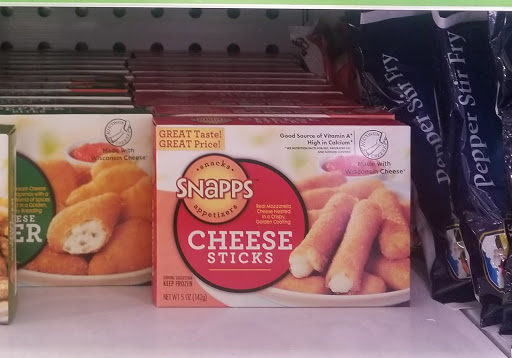 GREAT Taste!
GREAT Price!
Good Source of Vitamin A*
High in Calcium*
Made with
Wisconsin Cheese
snacks
SNAPPS
appetizers
Real Mozzarella
Cheese Nestled
in a Crispy,
Golden Coating
CHEESE
STICKS
KEEP FROZEN
NET WT. 5 OZ (142g)
Made with
Wisconsin Cheese
ESE
ER
Pepper Stir Fry
Pepper Stir Fry